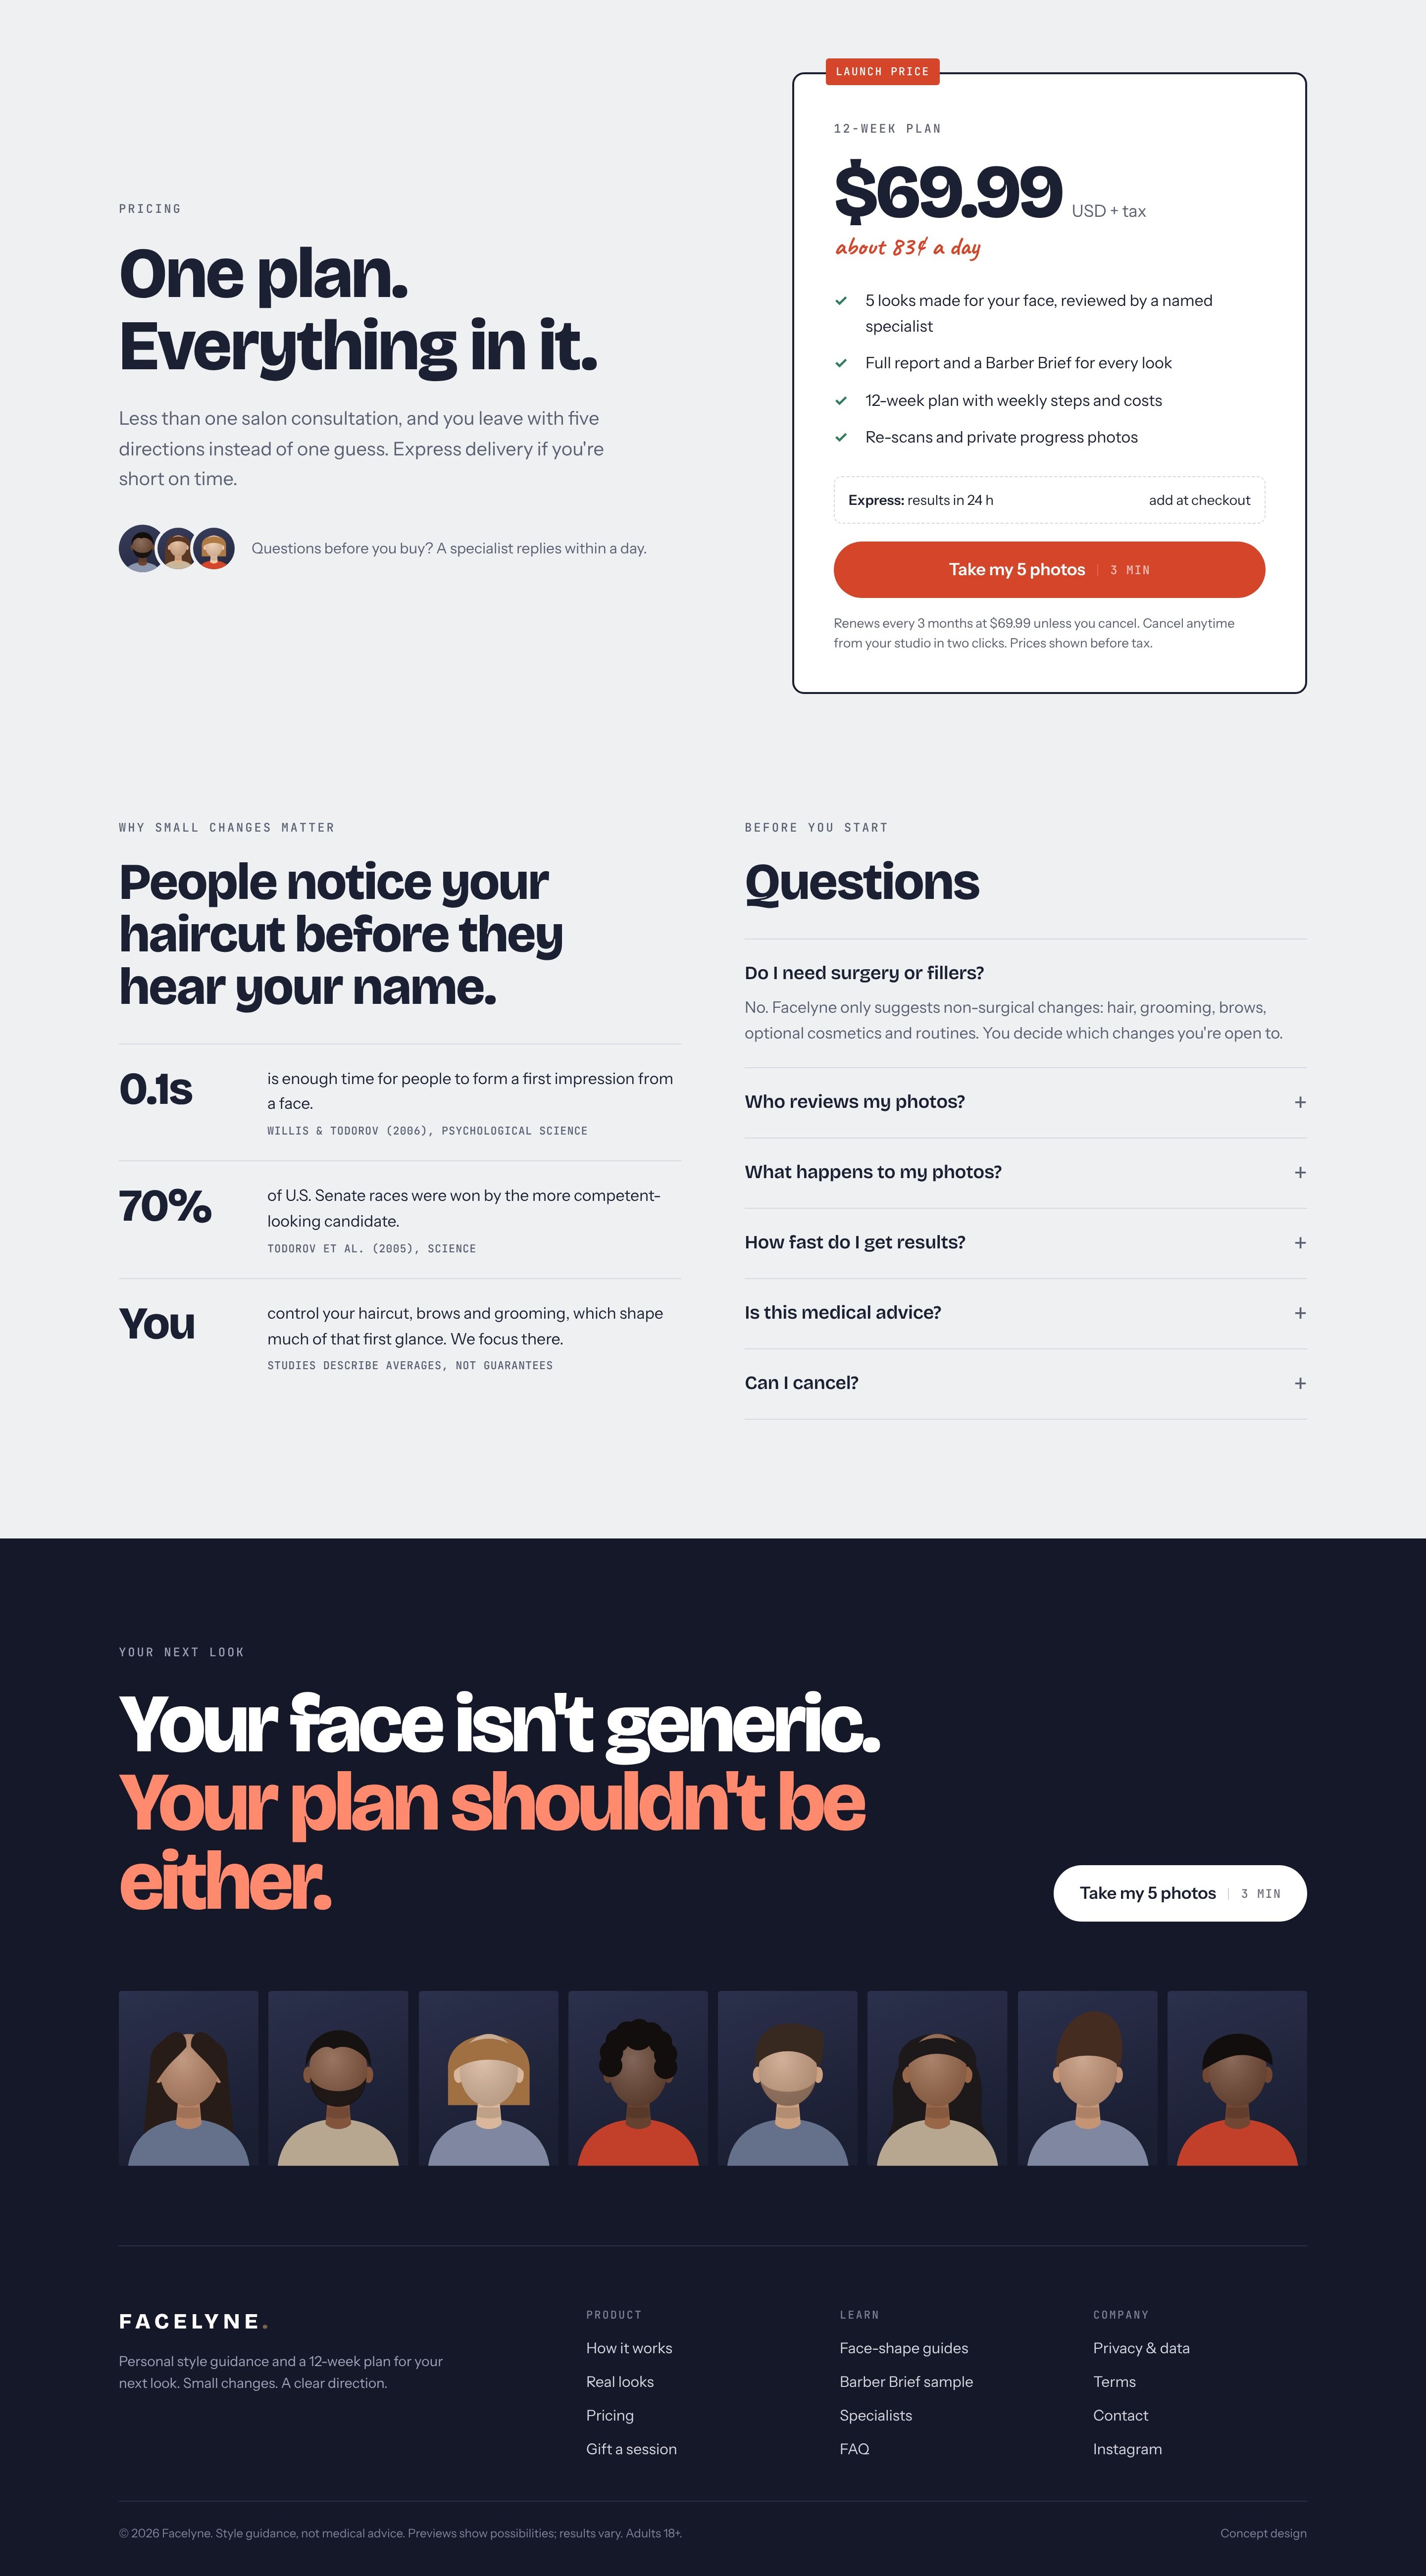 PRICING
One plan.
Everything in it.
Less than one salon consultation, and you leave with five
directions instead of one guess. Express delivery if you're
short on time.
Questions before you buy? A specialist replies within a day.
LAUNCH PRICE
12-WEEK PLAN
$69.99 USD + tax
about 83¢ a day
5 looks made for your face, reviewed by a named
specialist
Full report and a Barber Brief for every look
12-week plan with weekly steps and costs
Re-scans and private progress photos
Express: results in 24 h add at checkout
Take my 5 photos 3 MIN
Renews every 3 months at $69.99 unless you cancel. Cancel anytime
from your studio in two clicks. Prices shown before tax.
WHY SMALL CHANGES MATTER
People notice your
haircut before they
hear your name.
0.1s
is enough time for people to form a first impression from
a face.
WILLIS & TODOROV (2006), PSYCHOLOGICAL SCIENCE
70%
of U.S. Senate races were won by the more competent-
looking candidate.
TODOROV ET AL. (2005), SCIENCE
You
control your haircut, brows and grooming, which shape
much of that first glance. We focus there.
STUDIES DESCRIBE AVERAGES, NOT GUARANTEES
BEFORE YOU START
Questions
Do I need surgery or fillers?
No. Facelyne only suggests non-surgical changes: hair, grooming, brows,
optional cosmetics and routines. You decide which changes you're open to.
Who reviews my photos? +
What happens to my photos? +
How fast do I get results? +
Is this medical advice? +
Can I cancel? +
YOUR NEXT LOOK
Your face isn't generic.
Your plan shouldn't be
either.
Take my 5 photos 3 MIN
FACELYNE.
Personal style guidance and a 12-week plan for your
next look. Small changes. A clear direction.
PRODUCT
How it works
Real looks
Pricing
Gift a session
LEARN
Face-shape guides
Barber Brief sample
Specialists
FAQ
COMPANY
Privacy & data
Terms
Contact
Instagram
© 2026 Facelyne. Style guidance, not medical advice. Previews show possibilities; results vary. Adults 18+.
Concept design